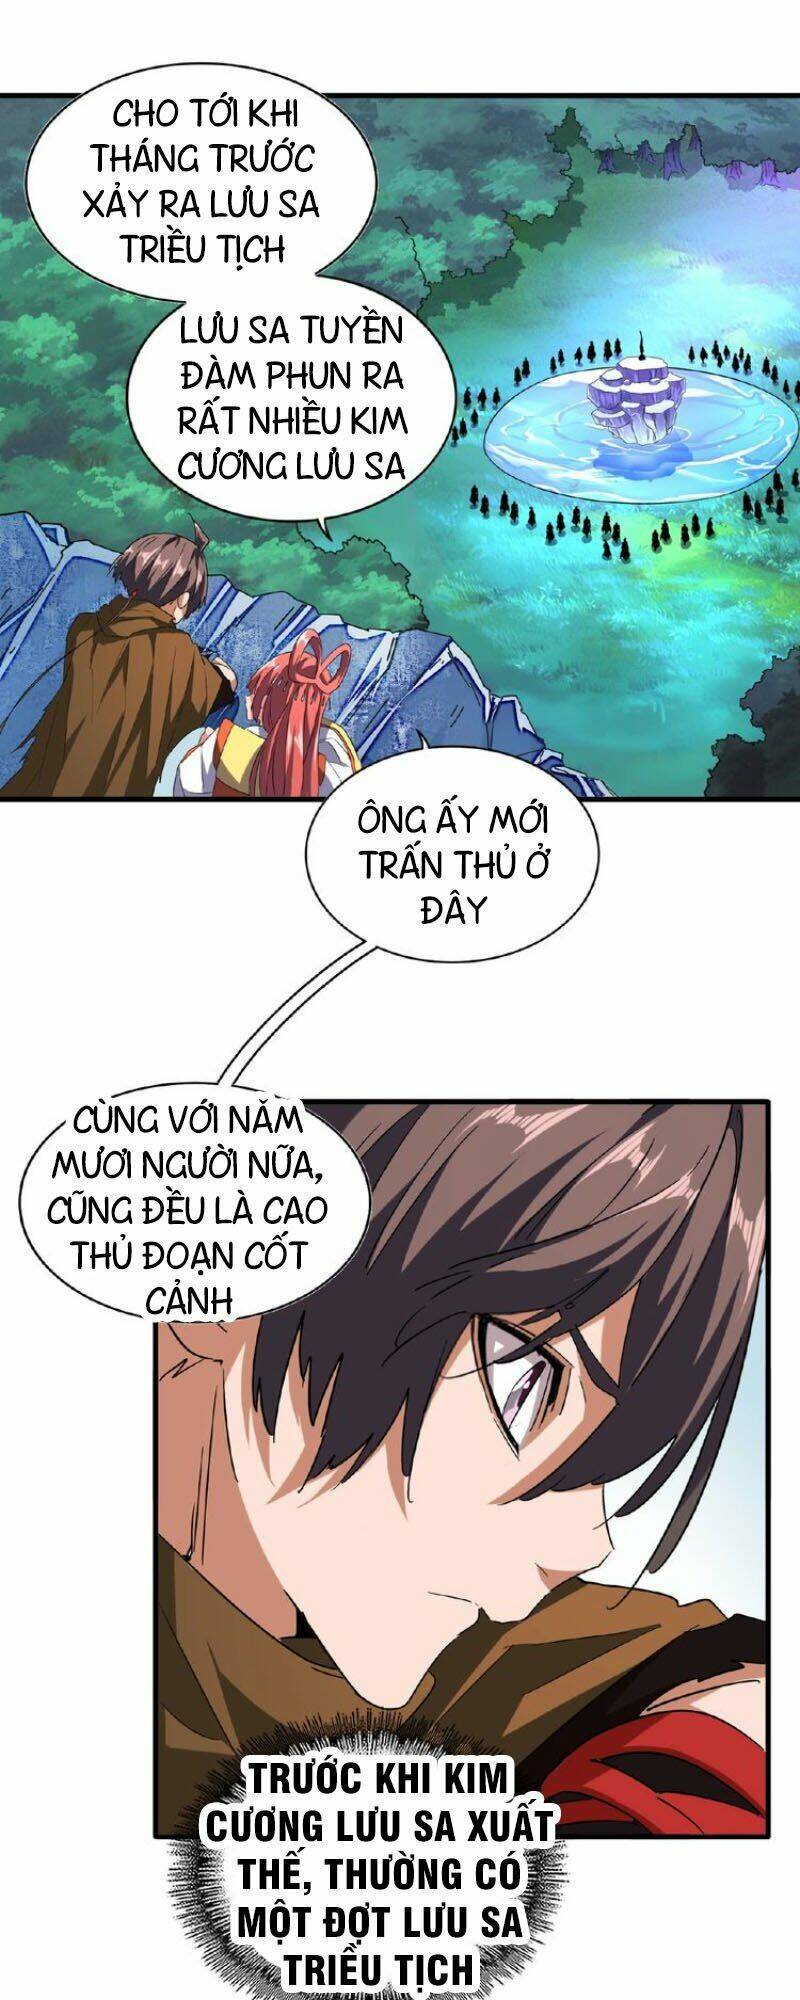 CHO TỚI KHI
THÁNG TRƯỚC
XẢY RA LƯU SA
TRIỀU TỊCH
LƯU SA TUYỀN
ĐÀM PHUN RA
RẤT NHIỀU KIM
CƯƠNG LƯU SA
ÔNG ẤY MỚI
TRẤN THỦ Ở
ĐÂY
CÙNG VỚI NĂM
MƯƠI NGƯỜI NỮA,
CŨNG ĐỀU LÀ CAO
THỦ ĐOẠN CỐT
CẢNH
TRƯỚC KHI KIM
CƯƠNG LƯU SA XUẤT
THẾ, THƯỜNG CÓ
MỘT ĐỢT LƯU SA
TRIỀU TỊCH